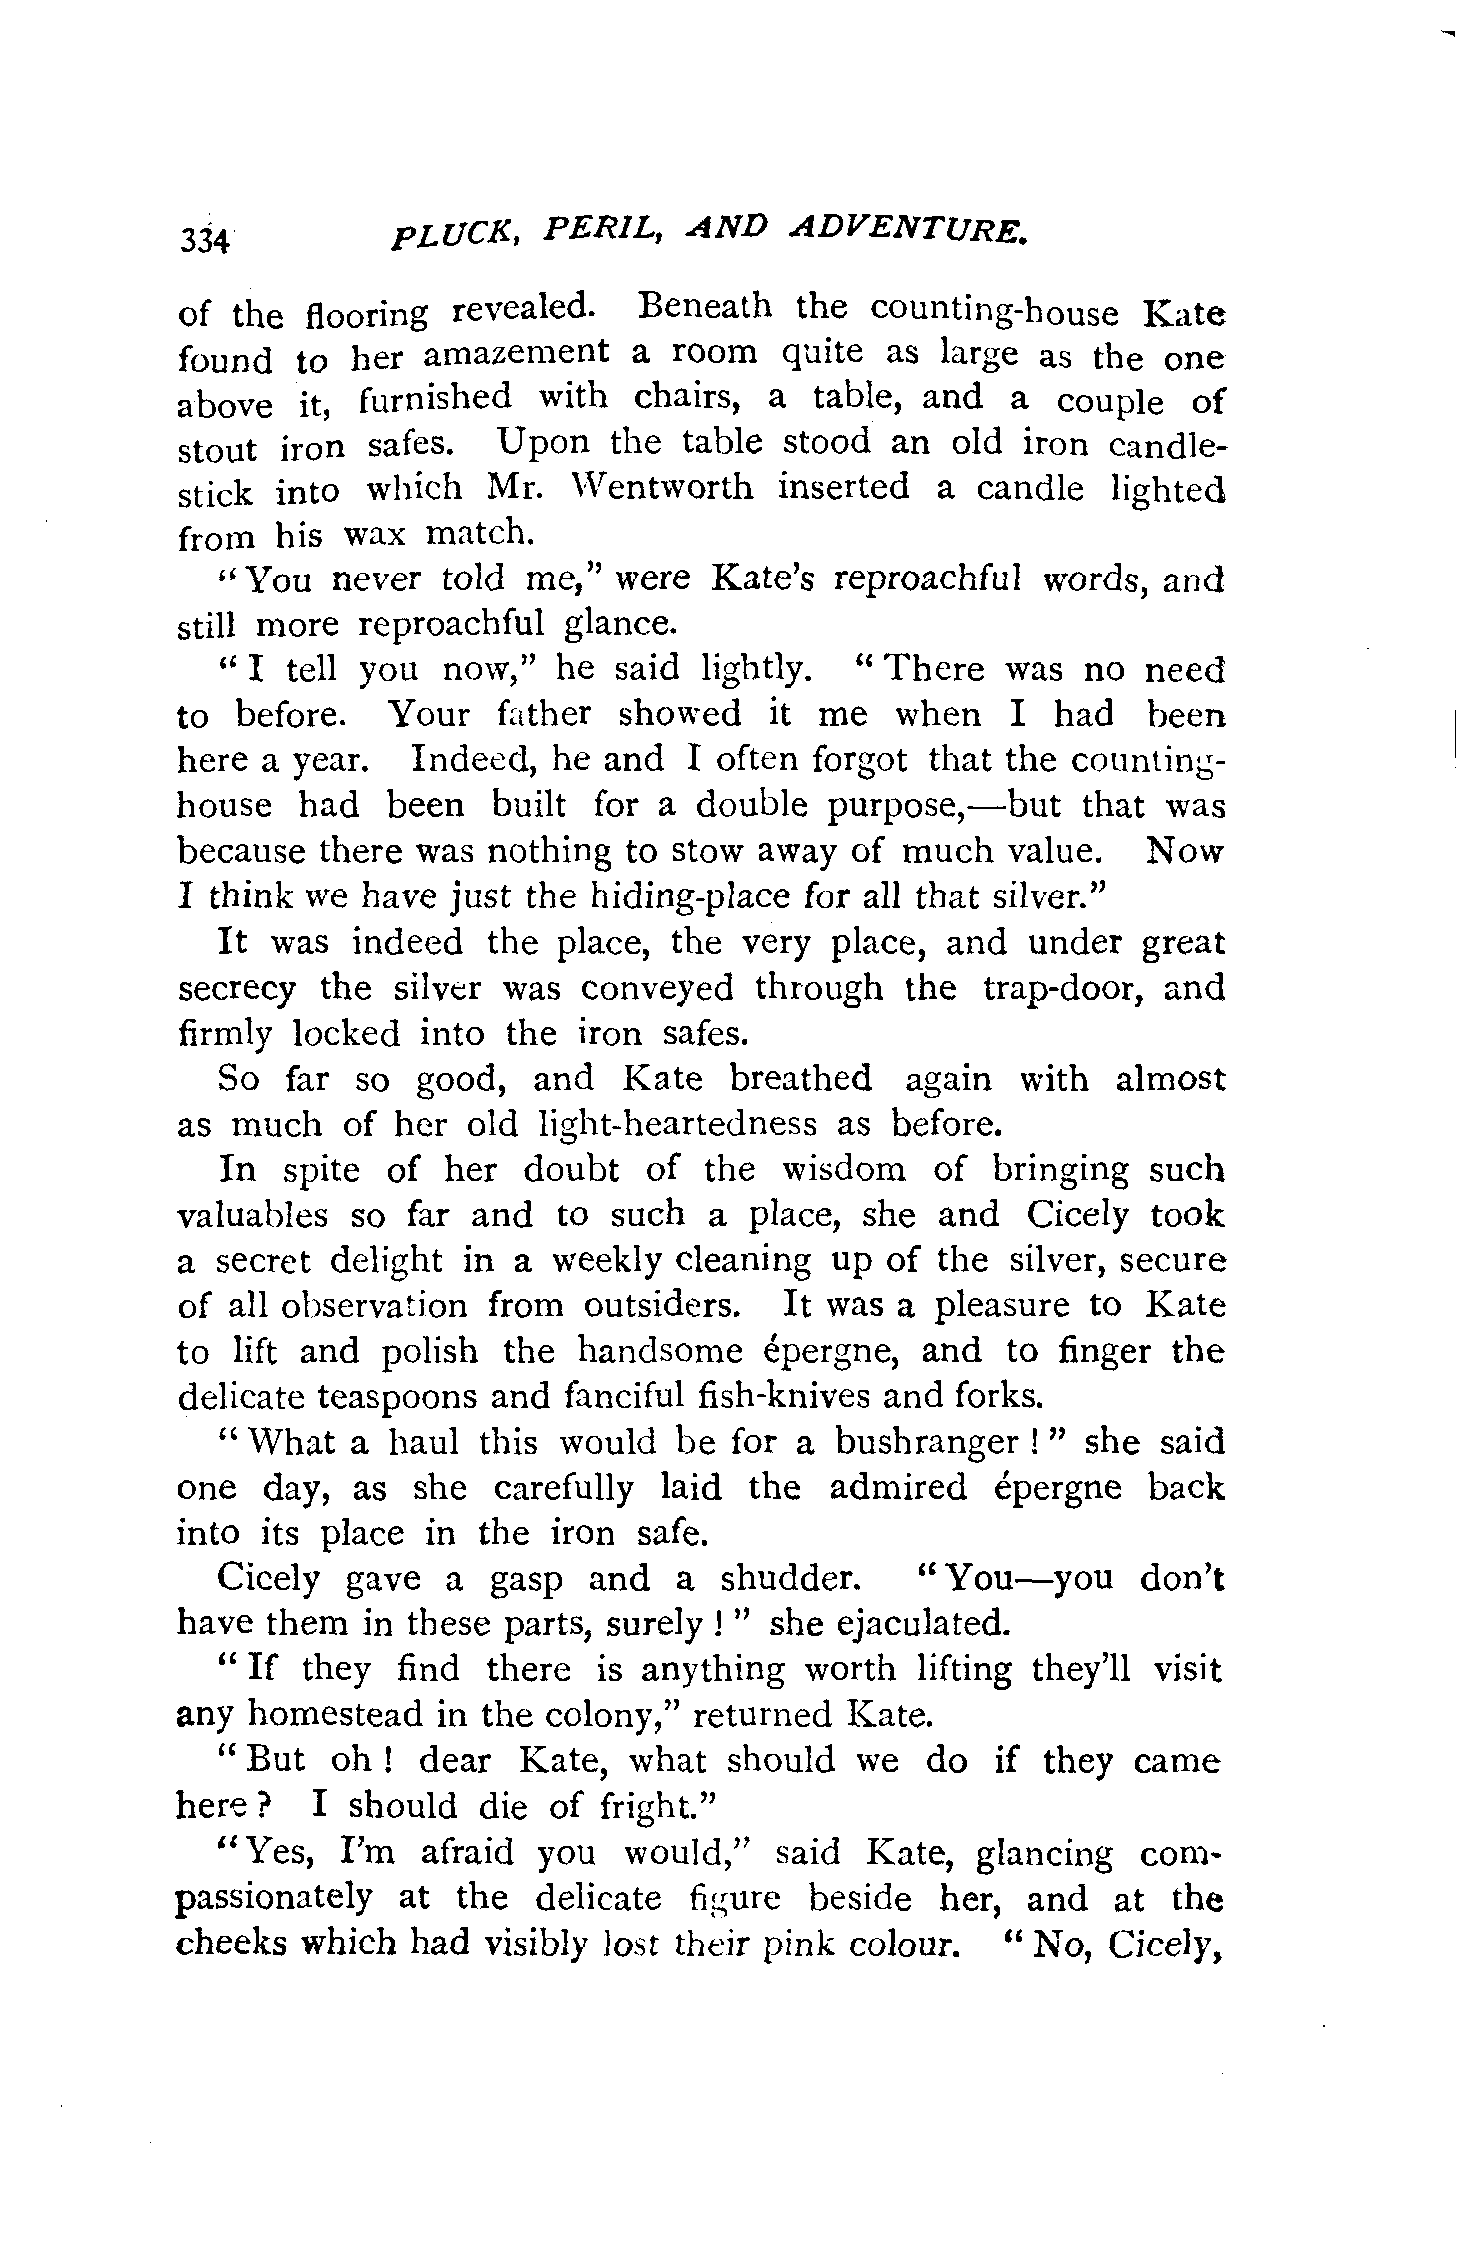 334 PLUCK, PERIL, AND ADVENTURE.
of the flooring revealed. Beneath the counting-house Kate
found to her amazement a room quite as large as the one
above it, furnished with chairs, a table, and a couple of
stout iron safes. Upon the table stood an old iron candle-
stick into which Mr. Wentworth inserted a candle lighted
from his wax match.
"You never told me," were Kate's reproachful words, and
still more reproachful glance.
"I tell you now," he said lightly. "There was no need
to before. Your father showed it me when I had been
here a year. Indeed, he and I often forgot that the counting-
house had been built for a double purpose,—but that was
because there was nothing to stow away of much value. Now
I think we have just the hiding-place for all that silver."
It was indeed the place, the very place, and under great
secrecy the silver was conveyed through the trap-door, and
firmly locked into the iron safes.
So far so good, and Kate breathed again with almost
as much of her old light-heartedness as before.
In spite of her doubt of the wisdom of bringing such
valuables so far and to such a place, she and Cicely took
a secret delight in a weekly cleaning up of the silver, secure
of all observation from outsiders. It was a pleasure to Kate
to lift and polish the handsome épergne, and to finger the
delicate teaspoons and fanciful fish-knives and forks.
"What a haul this would be for a bushranger!" she said
one day, as she carefully laid the admired épergne back
into its place in the iron safe.
Cicely gave a gasp and a shudder. "You—you don't
have them in these parts, surely!" she ejaculated.
"If they find there is anything worth lifting they'll visit
any homestead in the colony," returned Kate.
"But oh! dear Kate, what should we do if they came
here? I should die of fright."
"Yes, I'm afraid you would," said Kate, glancing com-
passionately at the delicate figure beside her, and at the
cheeks which had visibly lost their pink colour. "No, Cicely,